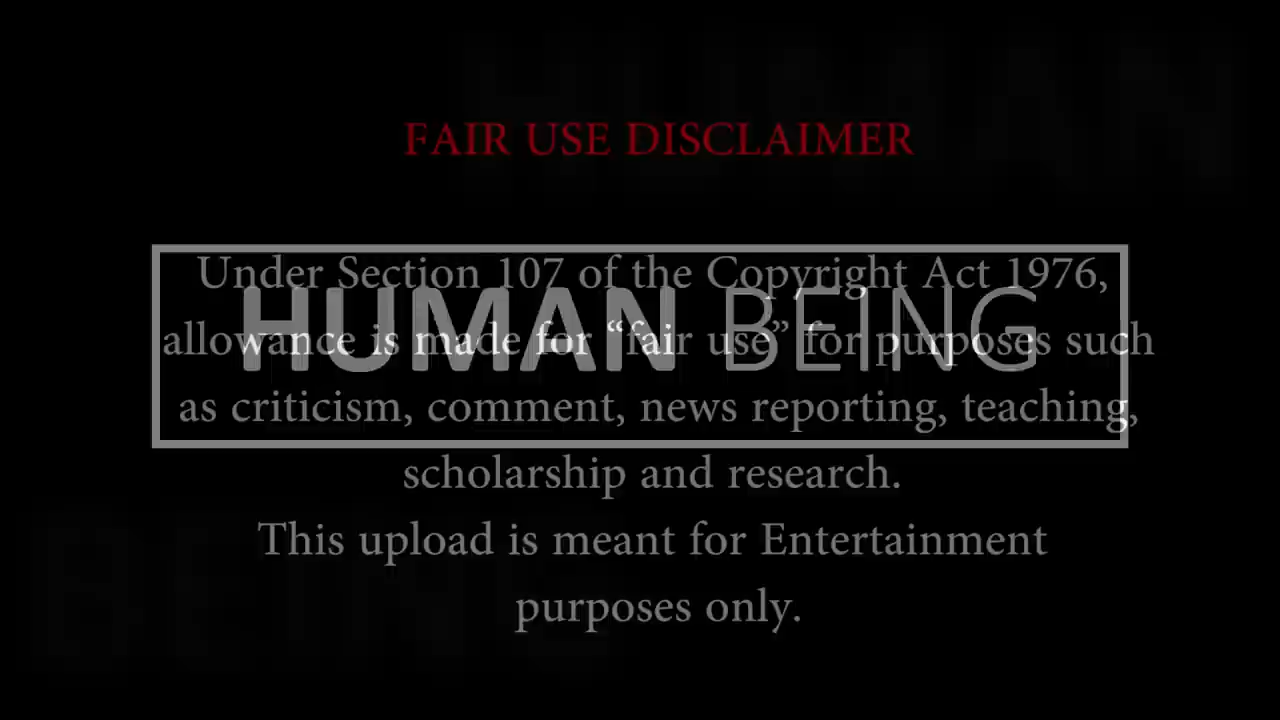 FAIR USE DISCLAIMER
Under Section 107 of the Copyright Act 1976,
HUMAN BEING
allowance is made for “fair use” for purposes such
as criticism, comment, news reporting, teaching,
scholarship and research.
This upload is meant for Entertainment
purposes only.
HUMAN
BEING